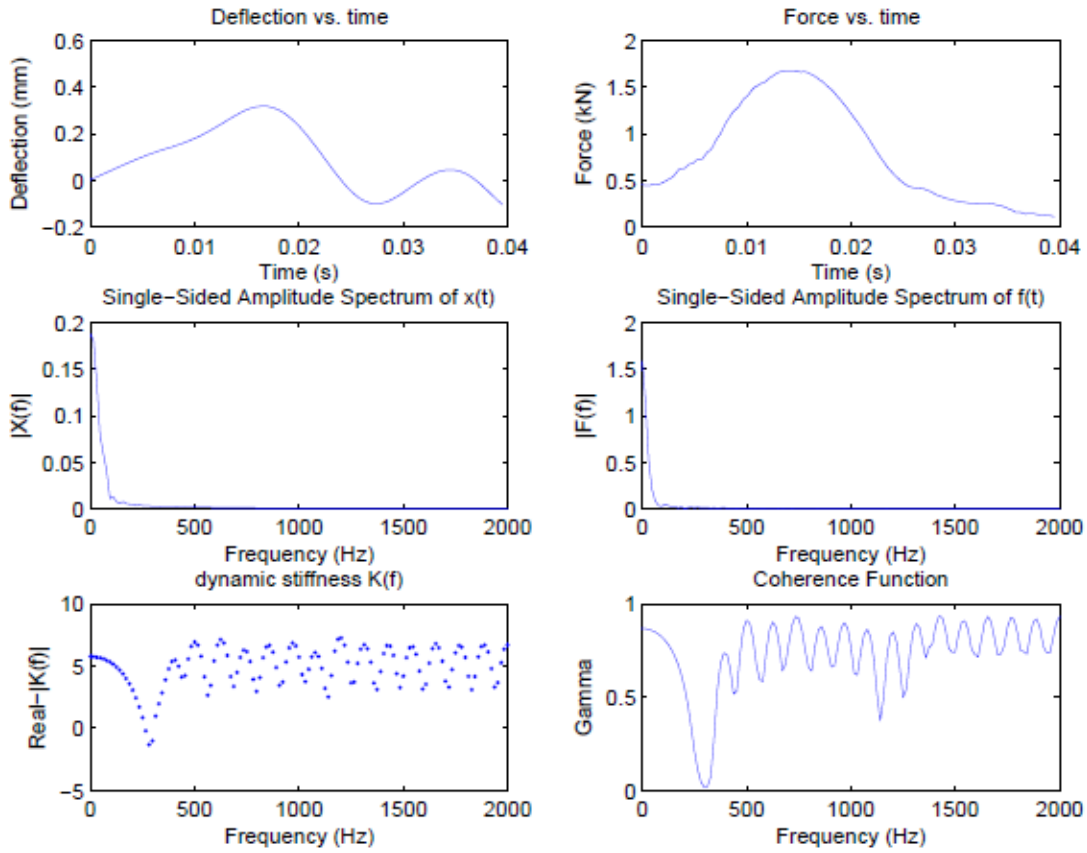 Deflection vs. time
0.6
0.4
0.2
0
−0.2
Deflection (mm)
0 0.01 0.02 0.03 0.04
Time (s)
Force vs. time
2
1.5
1
0.5
0
Force (kN)
0 0.01 0.02 0.03 0.04
Time (s)
Single−Sided Amplitude Spectrum of x(t)
0.2
0.15
0.1
0.05
0
|X(f)|
0 500 1000 1500 2000
Frequency (Hz)
Single−Sided Amplitude Spectrum of f(t)
2
1.5
1
0.5
0
|F(f)|
0 500 1000 1500 2000
Frequency (Hz)
dynamic stiffness K(f)
10
5
0
−5
Real−|K(f)|
0 500 1000 1500 2000
Frequency (Hz)
Coherence Function
1
0.5
0
Gamma
0 500 1000 1500 2000
Frequency (Hz)